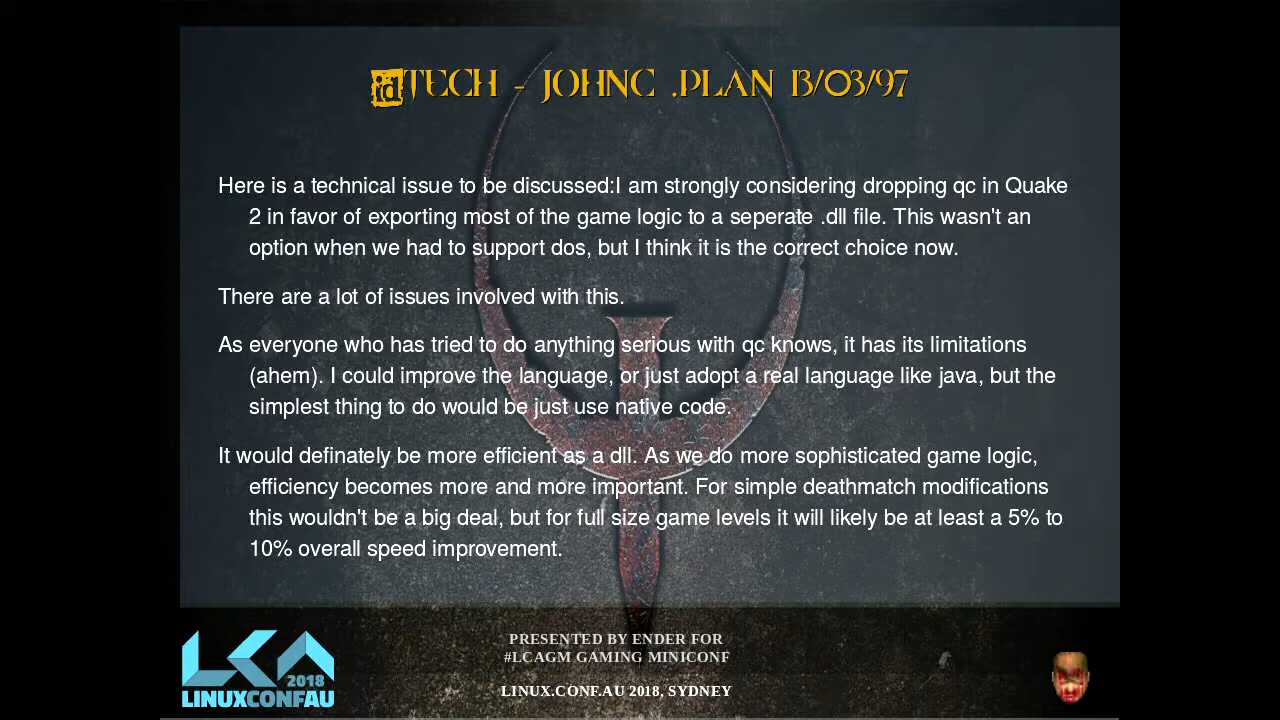 id TECH - JOHNC .PLAN 13/03/97
Here is a technical issue to be discussed:I am strongly considering dropping qc in Quake
2 in favor of exporting most of the game logic to a seperate .dll file. This wasn't an
option when we had to support dos, but I think it is the correct choice now.
There are a lot of issues involved with this.
As everyone who has tried to do anything serious with qc knows, it has its limitations
(ahem). I could improve the language, or just adopt a real language like java, but the
simplest thing to do would be just use native code.
It would definately be more efficient as a dll. As we do more sophisticated game logic,
efficiency becomes more and more important. For simple deathmatch modifications
this wouldn't be a big deal, but for full size game levels it will likely be at least a 5% to
10% overall speed improvement.
LCA
2018
LINUXCONFAU
PRESENTED BY ENDER FOR
#LCAGM GAMING MINICONF
LINUX.CONF.AU 2018, SYDNEY